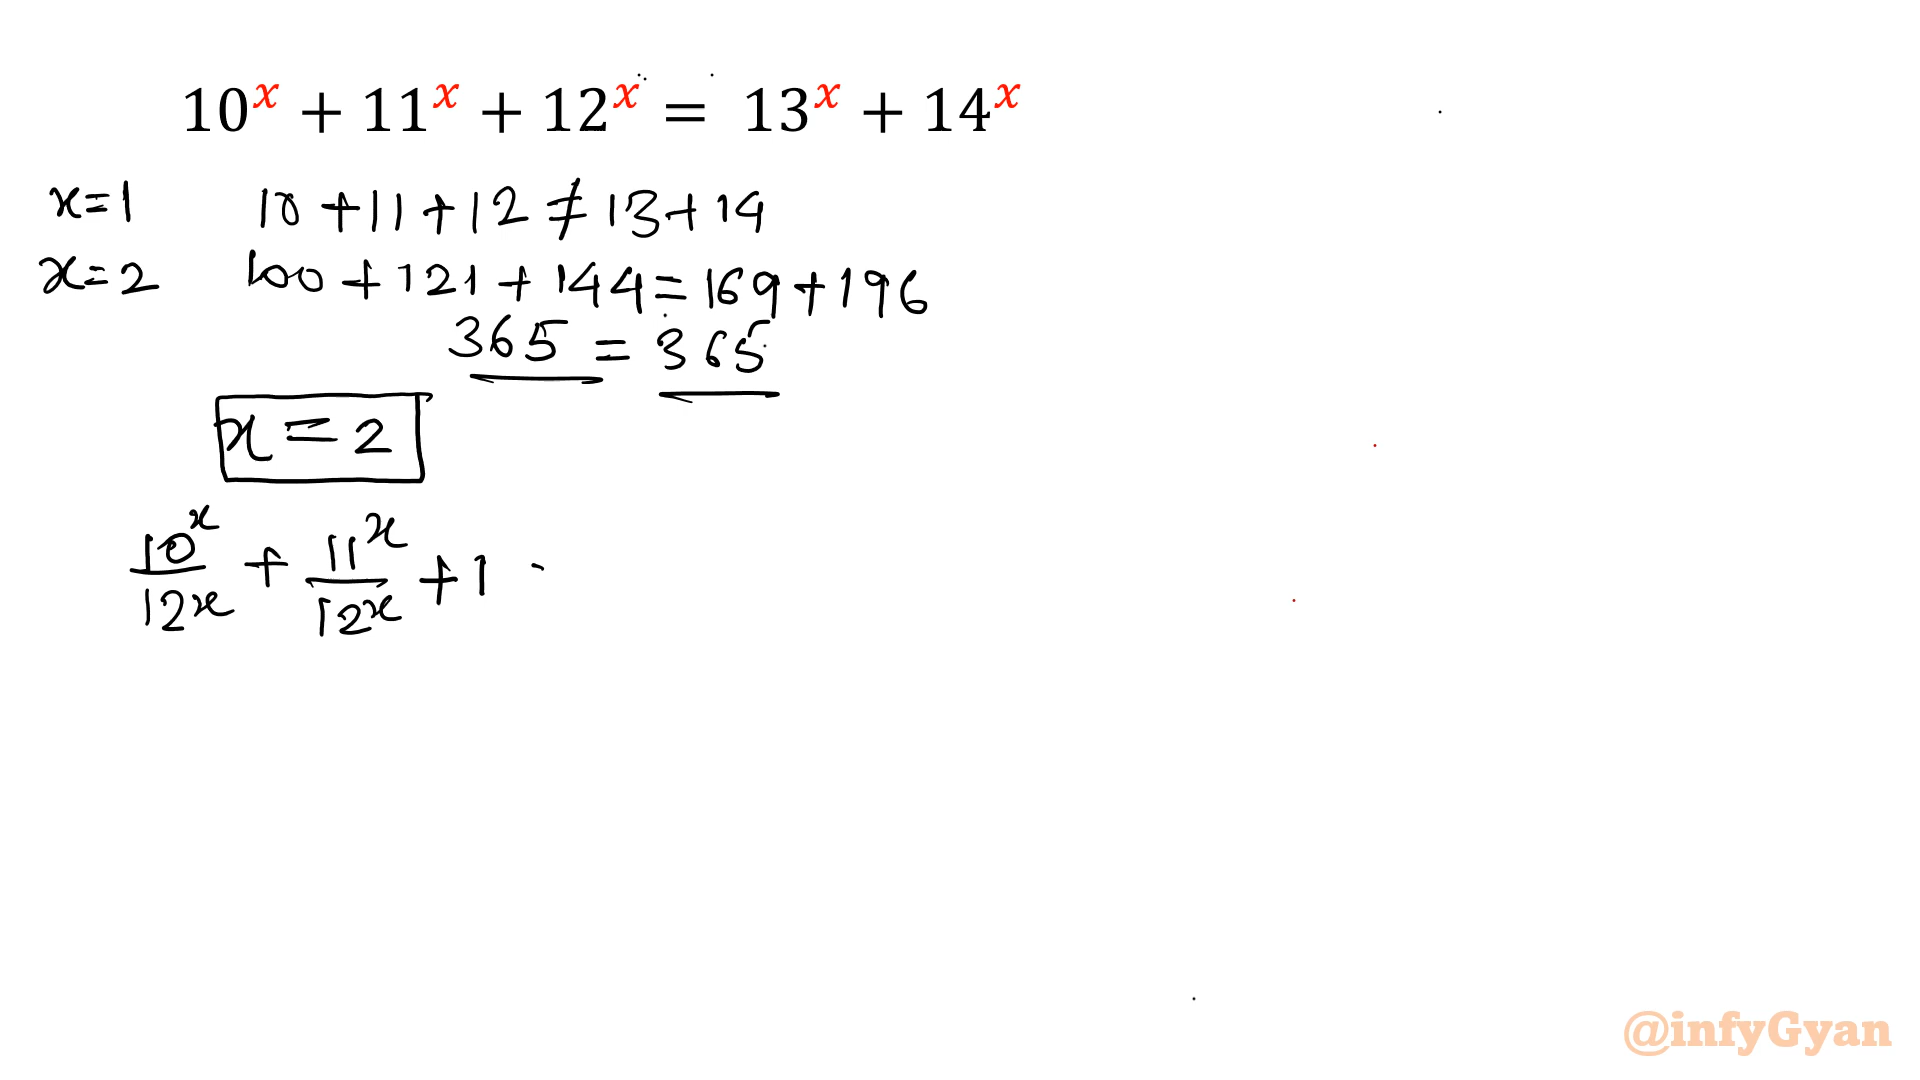 10^x + 11^x + 12^x = 13^x + 14^x
x=1 10+11+12 ≠ 13+14
x=2 100+121+144=169+196
365 = 365
x=2
10^x/12^x + 11^x/12^x + 1 -
@infyGyan